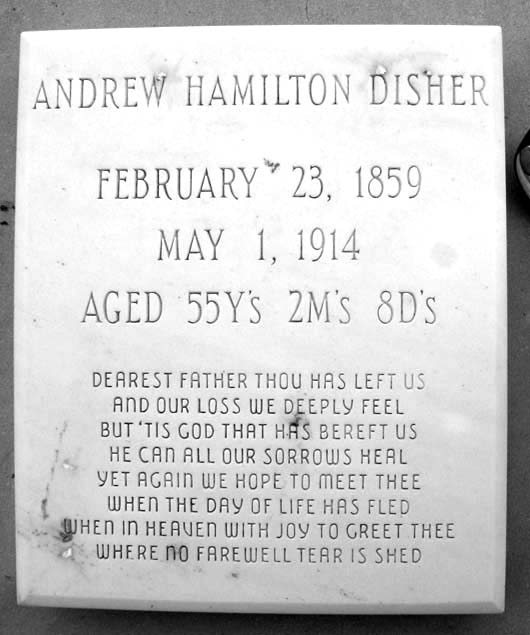 ANDREW HAMILTON DISHER
FEBRUARY 23, 1859
MAY 1, 1914
AGED 55Y's 2M's 8D's
DEAREST FATHER THOU HAS LEFT US
AND OUR LOSS WE DEEPLY FEEL
BUT 'TIS GOD THAT HAS BEREFT US
HE CAN ALL OUR SORROWS HEAL
YET AGAIN WE HOPE TO MEET THEE
WHEN THE DAY OF LIFE HAS FLED
WHEN IN HEAVEN WITH JOY TO GREET THEE
WHERE NO FAREWELL TEAR IS SHED